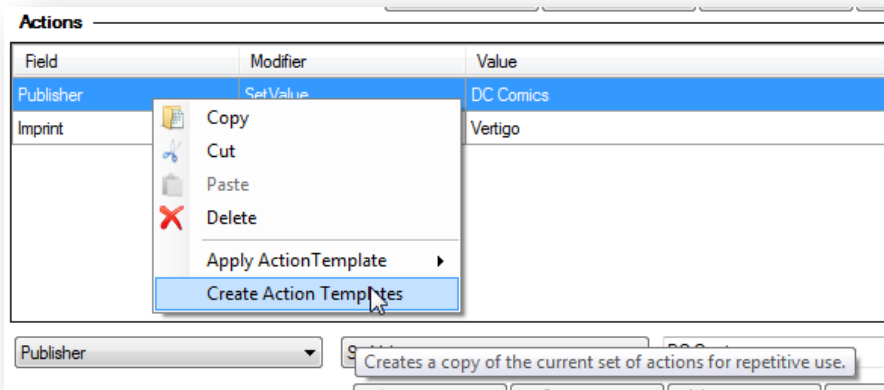 Actions
Field Modifier Value
Publisher SetValue DC Comics
Imprint Vertigo
Copy
Cut
Paste
Delete
Apply ActionTemplate
Create Action Templates
Publisher
Creates a copy of the current set of actions for repetitive use.